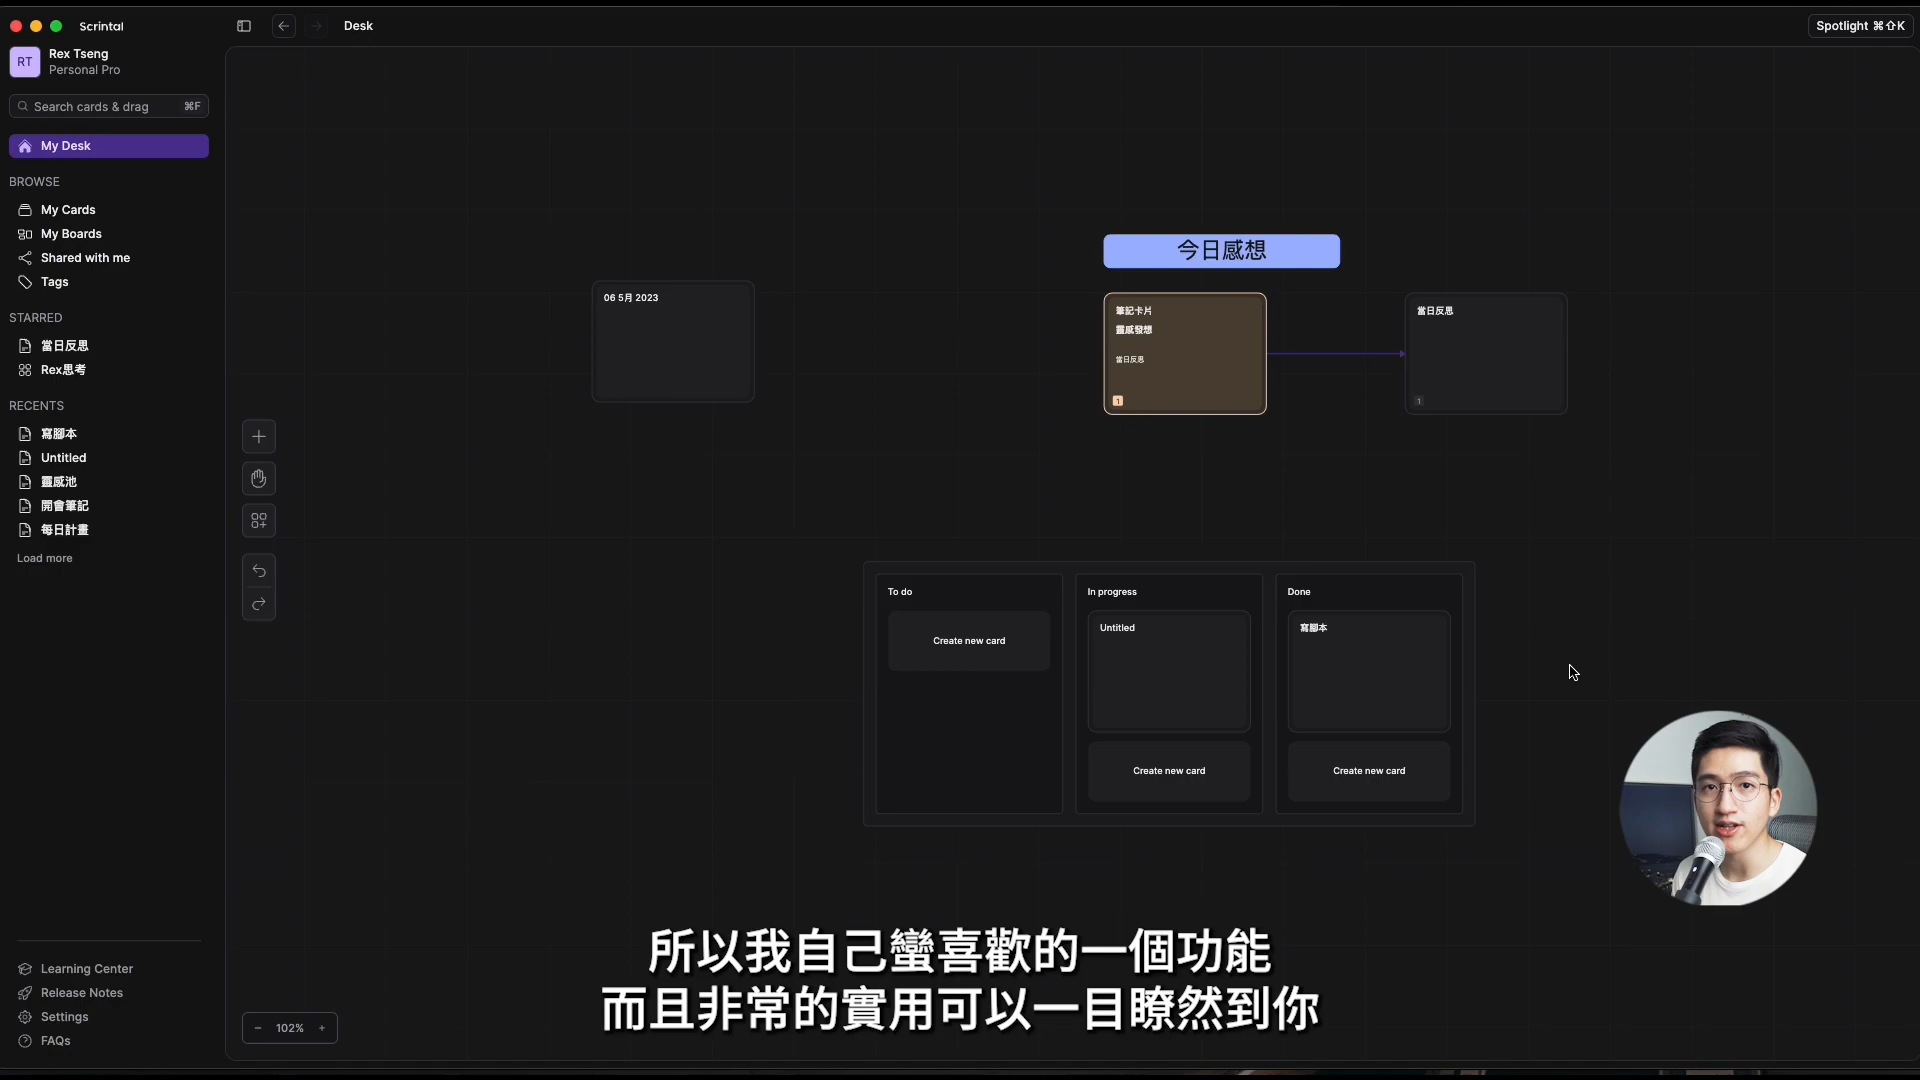 Scrintal
Desk
Spotlight ⌘⇧K
RT
Rex Tseng
Personal Pro
Search cards & drag ⌘F
My Desk
BROWSE
My Cards
My Boards
Shared with me
Tags
STARRED
當日反思
Rex思考
RECENTS
寫腳本
Untitled
靈感池
開會筆記
每日計畫
Load more
Learning Center
Release Notes
Settings
FAQs
06 5月 2023
今日感想
筆記卡片
靈感發想
當日反思
1
當日反思
1
To do
Create new card
In progress
Untitled
Create new card
Done
寫腳本
Create new card
102%
所以我自己蠻喜歡的一個功能
而且非常的實用可以一目瞭然到你